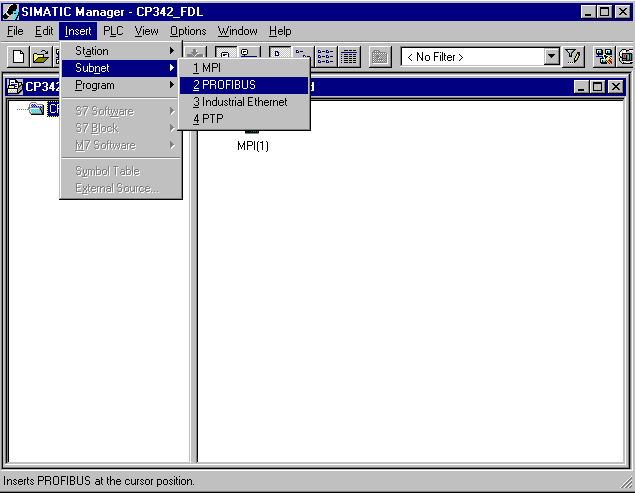 SIMATIC Manager - CP342_FDL
File Edit Insert PLC View Options Window Help
< No Filter >
Station
Subnet
Program
S7 Software
S7 Block
M7 Software
Symbol Table
External Source...
1 MPI
2 PROFIBUS
3 Industrial Ethernet
4 PTP
CP342
MPI(1)
Inserts PROFIBUS at the cursor position.